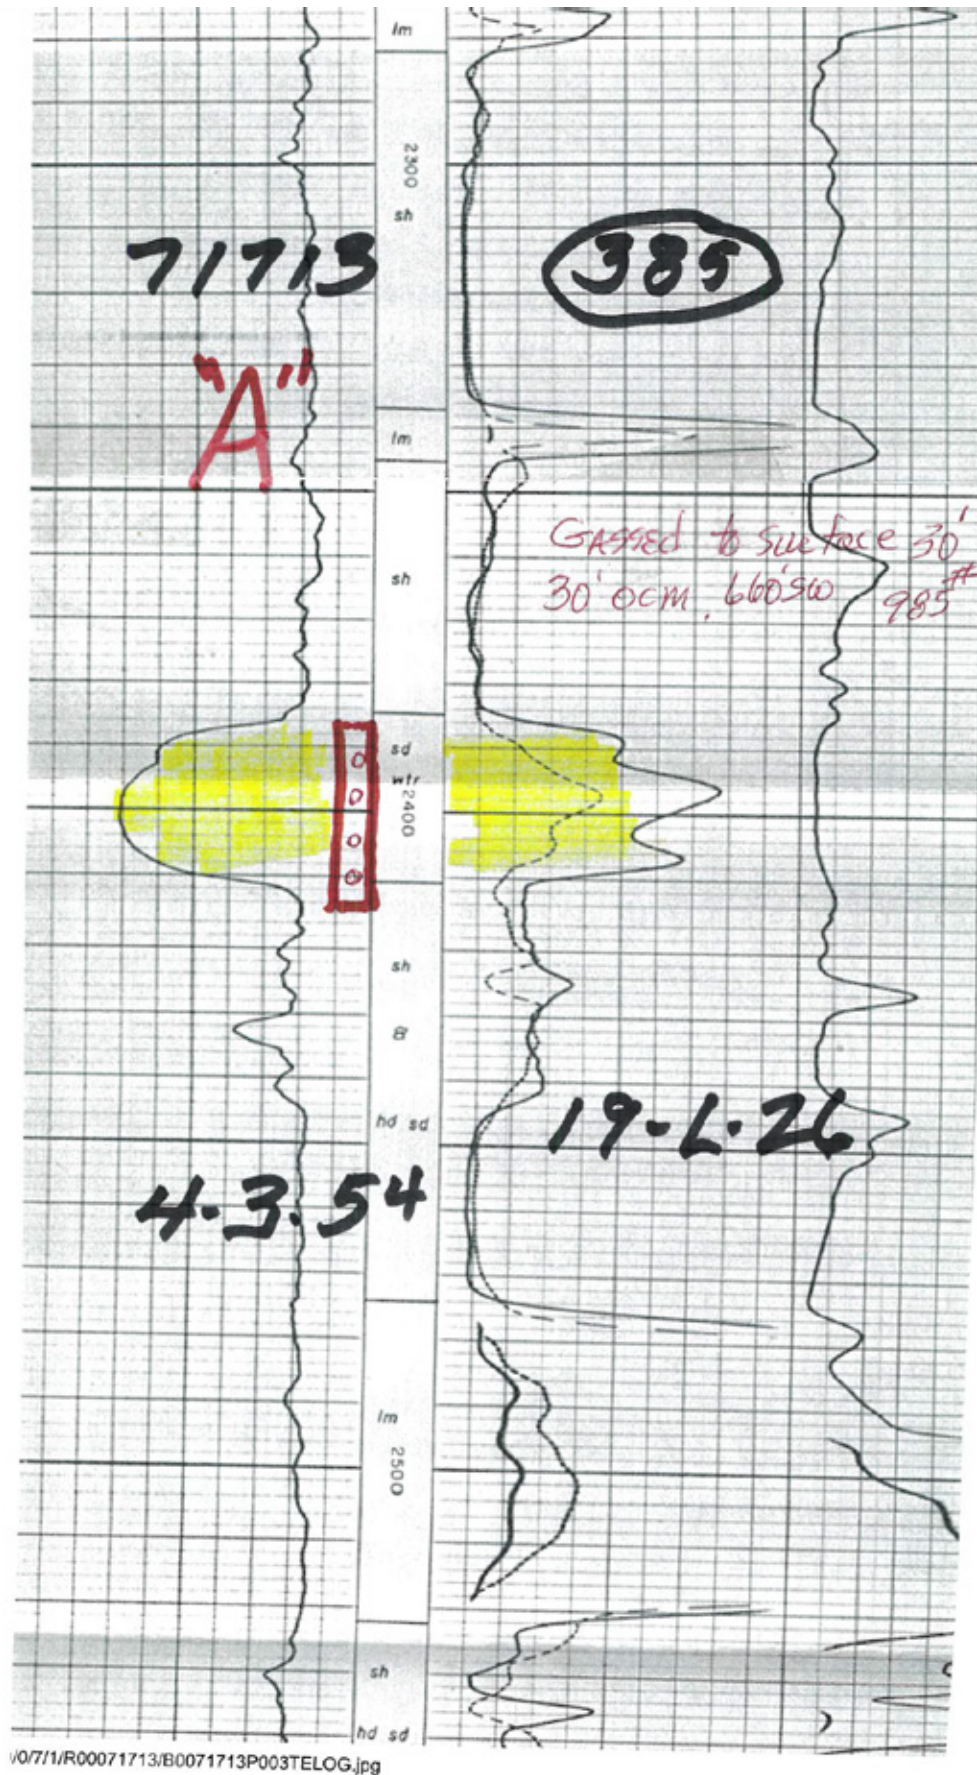 lm
2300
sh
71713
385
"A"
lm
Gassed to surface 30'
30' ocm. 660' sw 985#
sh
sd
wtr
2400
sh
hd sd
19-L-26
4-3-54
lm
2500
sh
hd sd
/0/7/1/R00071713/B0071713P003TELOG.jpg